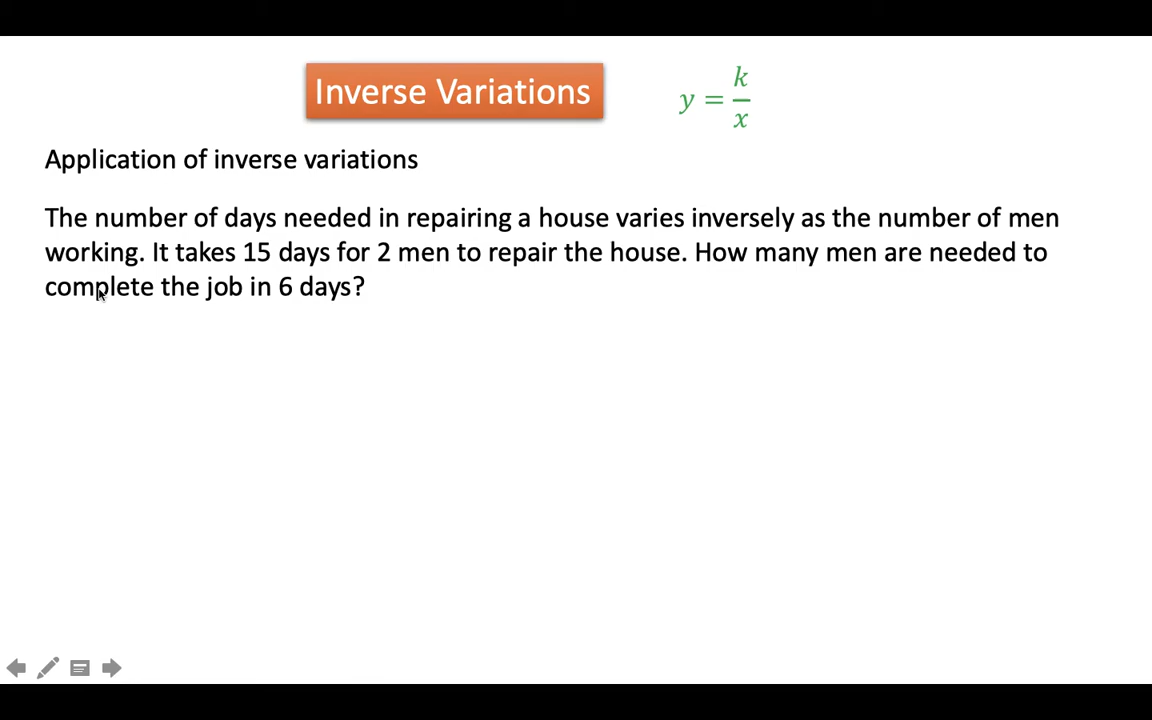 Inverse Variations
y = k/x
Application of inverse variations
The number of days needed in repairing a house varies inversely as the number of men
working. It takes 15 days for 2 men to repair the house. How many men are needed to
complete the job in 6 days?